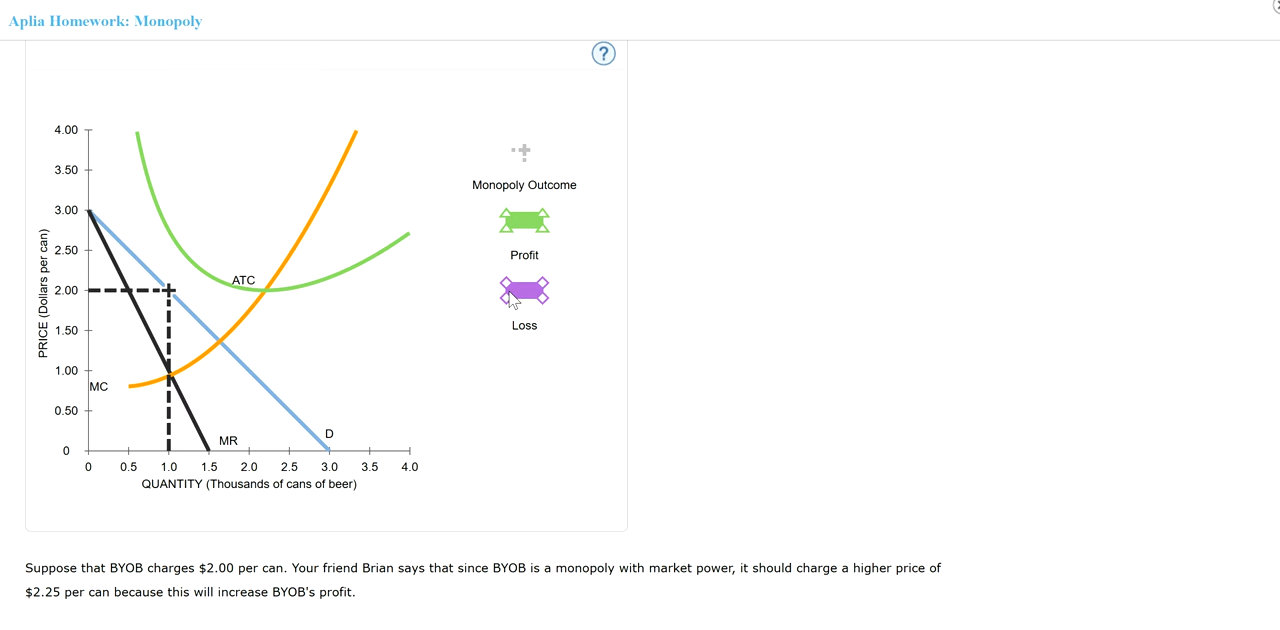 Aplia Homework: Monopoly
?
4.00
3.50
3.00
2.50
2.00
1.50
1.00
0.50
0
PRICE (Dollars per can)
0 0.5 1.0 1.5 2.0 2.5 3.0 3.5 4.0
QUANTITY (Thousands of cans of beer)
ATC
MC
MR
D
Monopoly Outcome
Profit
Loss
Suppose that BYOB charges $2.00 per can. Your friend Brian says that since BYOB is a monopoly with market power, it should charge a higher price of
$2.25 per can because this will increase BYOB's profit.